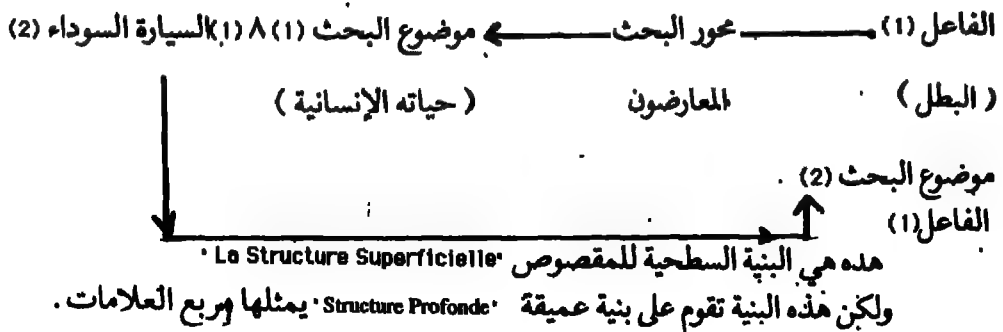 الفاعل (1) محور البحث موضوع البحث (1) ٨ (1) السيارة السوداء (2)
( البطل ) المعارضون ( حياته الإنسانية )
موضوع البحث (2)
الفاعل(1)
هذه هي البنية السطحية للمقصوص "La Structure Superficielle"
ولكن هذه البنية تقوم على بنية عميقة "Structure Profonde" يمثلها مربع العلامات .